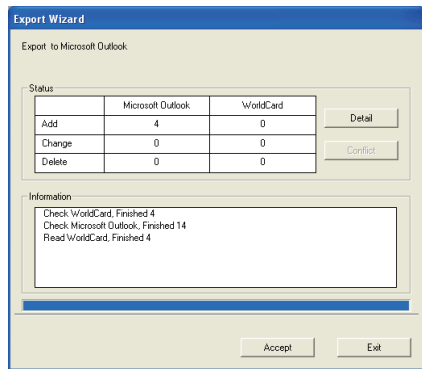 Export Wizard
Export to Microsoft Outlook
Status
Microsoft Outlook WorldCard
Add 4 0
Change 0 0
Delete 0 0
Detail
Conflict
Information
Check WorldCard, Finished 4
Check Microsoft Outlook, Finished 14
Read WorldCard, Finished 4
Accept Exit